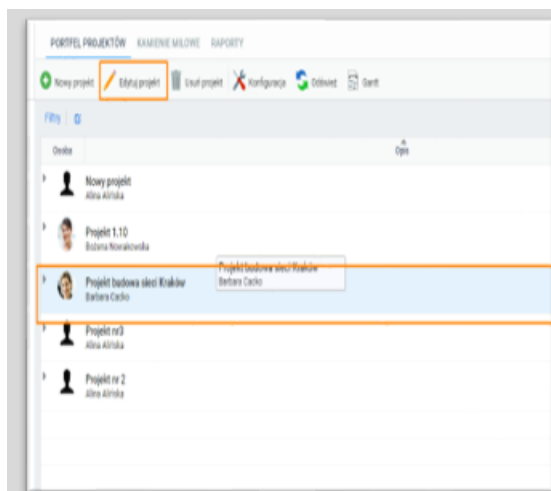 PORTFEL PROJEKTÓW KAMIENIE MILOWE RAPORTY
Nowy projekt Edytuj projekt Usuń projekt Konfiguracja Odśwież Gantt
Filtry
Osoba Opis
Nowy projekt
Alina Alińska
Projekt 1.10
Bożena Nowakowska
Projekt budowa sieci Kraków
Barbara Cacko
Projekt budowa sieci Kraków
Barbara Cacko
Projekt nr3
Alina Alińska
Projekt nr 2
Alina Alińska